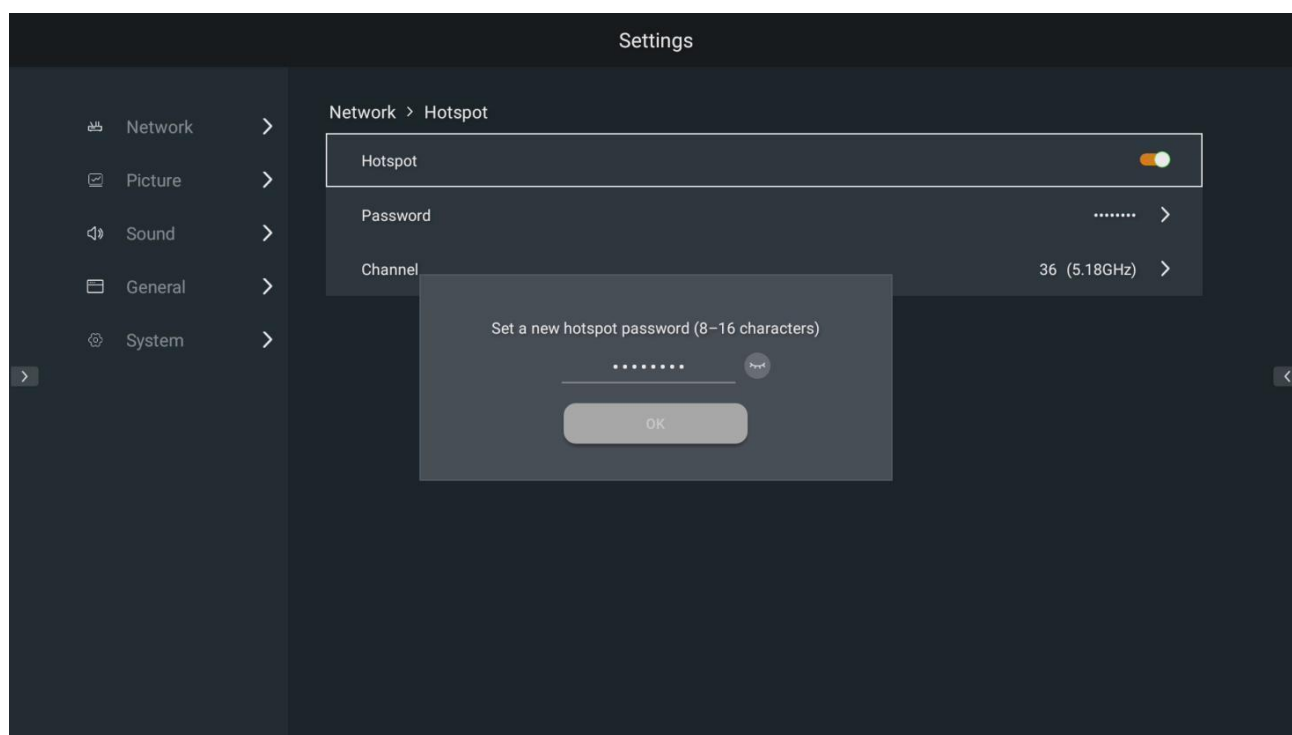 Settings
Network
Picture
Sound
General
System
Network > Hotspot
Hotspot
Password ••••••••
Channel 36 (5.18GHz)
Set a new hotspot password (8–16 characters)
••••••••
OK